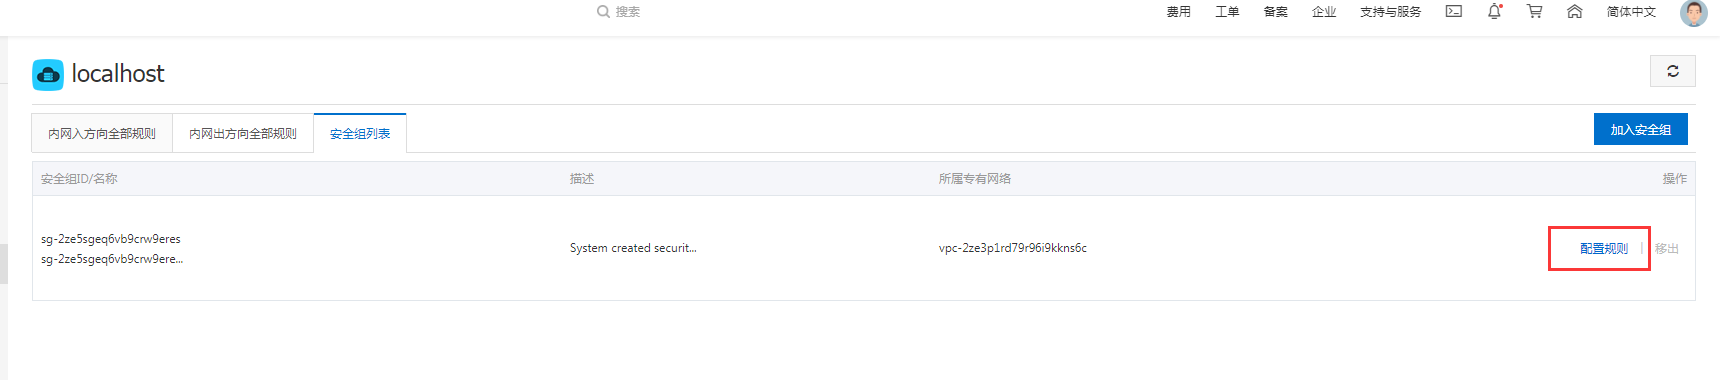 搜索
费用 工单 备案 企业 支持与服务 简体中文
localhost
内网入方向全部规则 内网出方向全部规则 安全组列表 加入安全组
安全组ID/名称 描述 所属专有网络 操作
sg-2ze5sgeq6vb9crw9eres
sg-2ze5sgeq6vb9crw9ere...
System created securit... vpc-2ze3p1rd79r96i9kkns6c 配置规则 | 移出